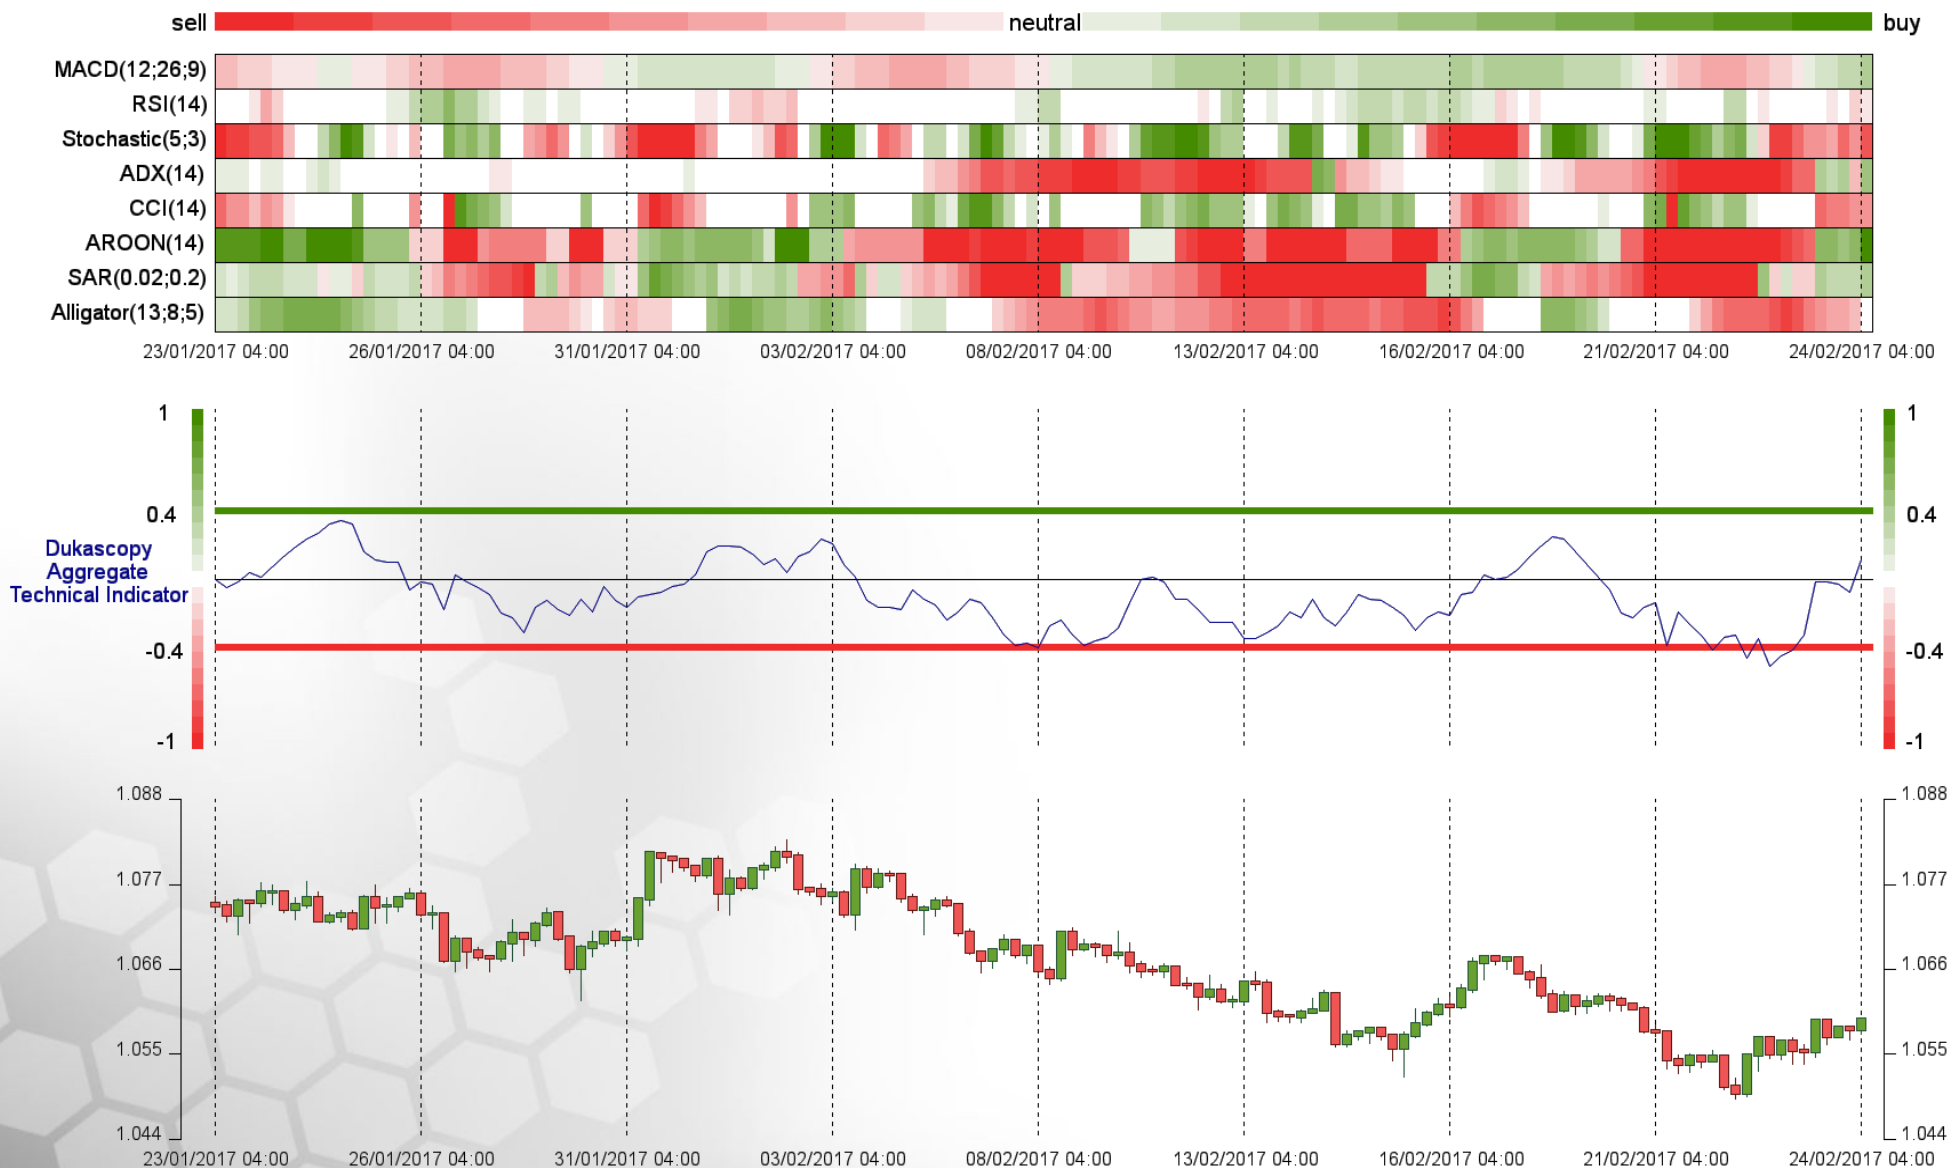 sell neutral buy
MACD(12;26;9)
RSI(14)
Stochastic(5;3)
ADX(14)
CCI(14)
AROON(14)
SAR(0.02;0.2)
Alligator(13;8;5)
23/01/2017 04:00 26/01/2017 04:00 31/01/2017 04:00 03/02/2017 04:00 08/02/2017 04:00 13/02/2017 04:00 16/02/2017 04:00 21/02/2017 04:00 24/02/2017 04:00
1 1
0.4 0.4
Dukascopy
Aggregate
Technical Indicator
-0.4 -0.4
-1 -1
1.088 1.088
1.077 1.077
1.066 1.066
1.055 1.055
1.044 1.044
23/01/2017 04:00 26/01/2017 04:00 31/01/2017 04:00 03/02/2017 04:00 08/02/2017 04:00 13/02/2017 04:00 16/02/2017 04:00 21/02/2017 04:00 24/02/2017 04:00